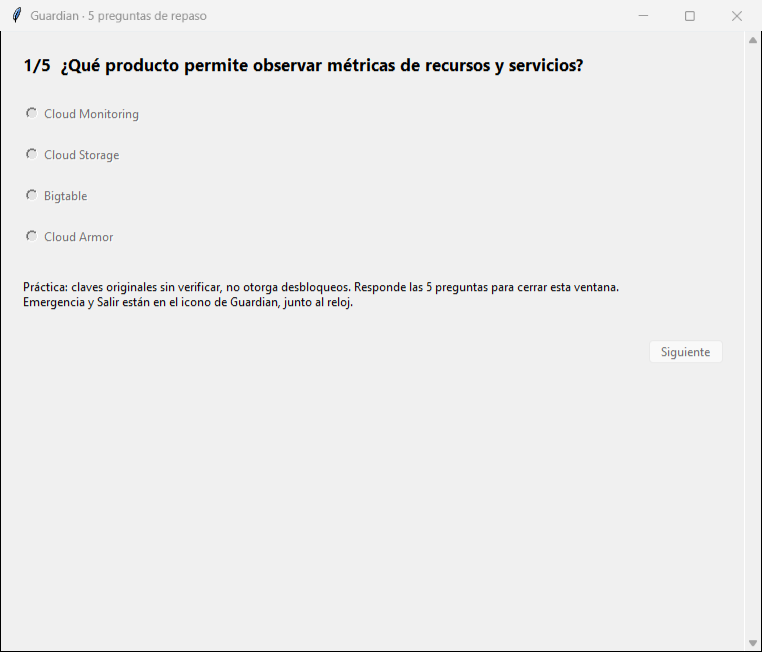 Guardian · 5 preguntas de repaso
1/5 ¿Qué producto permite observar métricas de recursos y servicios?
Cloud Monitoring
Cloud Storage
Bigtable
Cloud Armor
Práctica: claves originales sin verificar, no otorga desbloqueos. Responde las 5 preguntas para cerrar esta ventana.
Emergencia y Salir están en el icono de Guardian, junto al reloj.
Siguiente